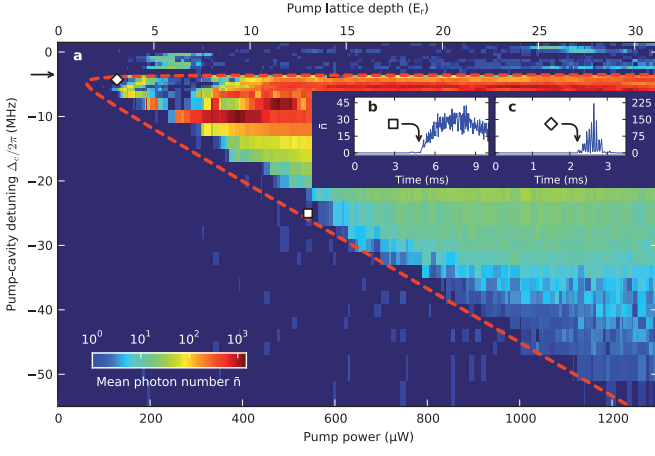 Pump lattice depth (Er)
0 5 10 15 20 25 30
a
Pump-cavity detuning Δc/2π (MHz)
0
−10
−20
−30
−40
−50
b
n̄
45
30
15
0
0 3 6 9
Time (ms)
c
225
150
75
0
0 1 2 3
Time (ms)
10⁰ 10¹ 10² 10³
Mean photon number n̄
0 200 400 600 800 1000 1200
Pump power (μW)